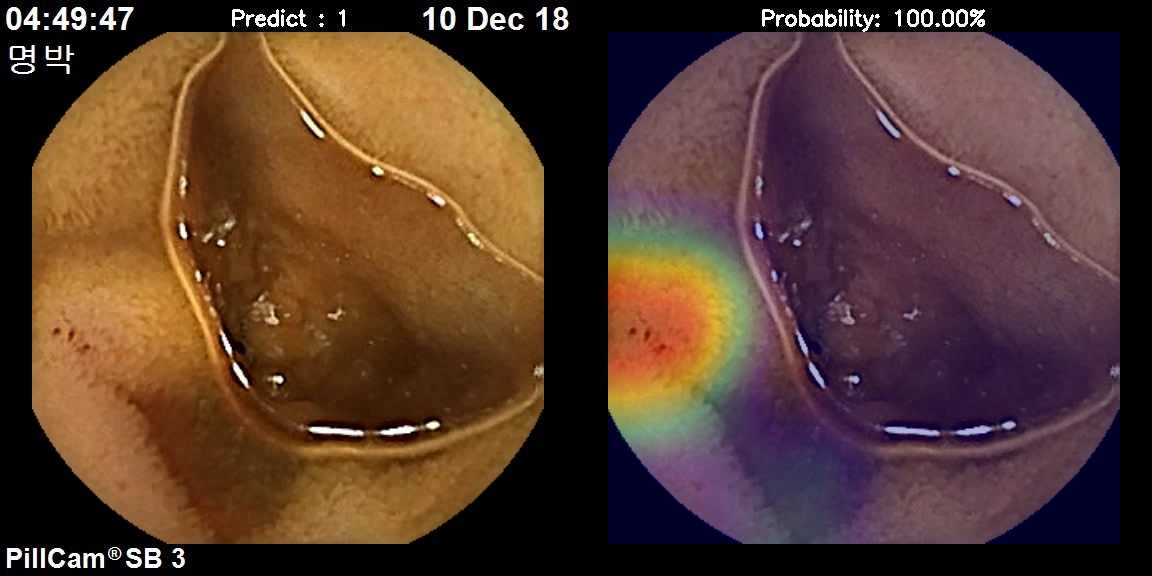 04:49:47
Predict : 1
10 Dec 18
Probability: 100.00%
명박
PillCam® SB 3